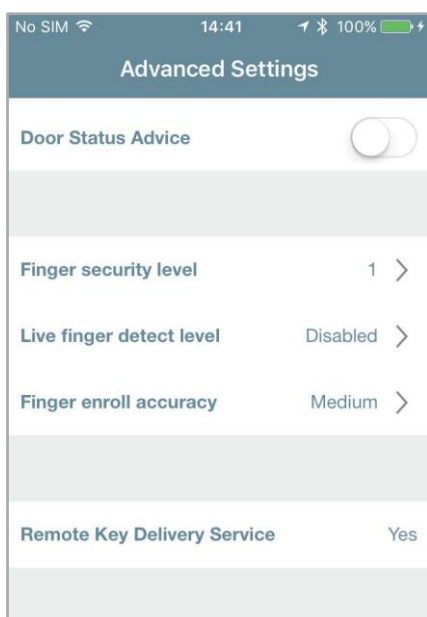 No SIM 14:41 100%
Advanced Settings
Door Status Advice
Finger security level 1
Live finger detect level Disabled
Finger enroll accuracy Medium
Remote Key Delivery Service Yes